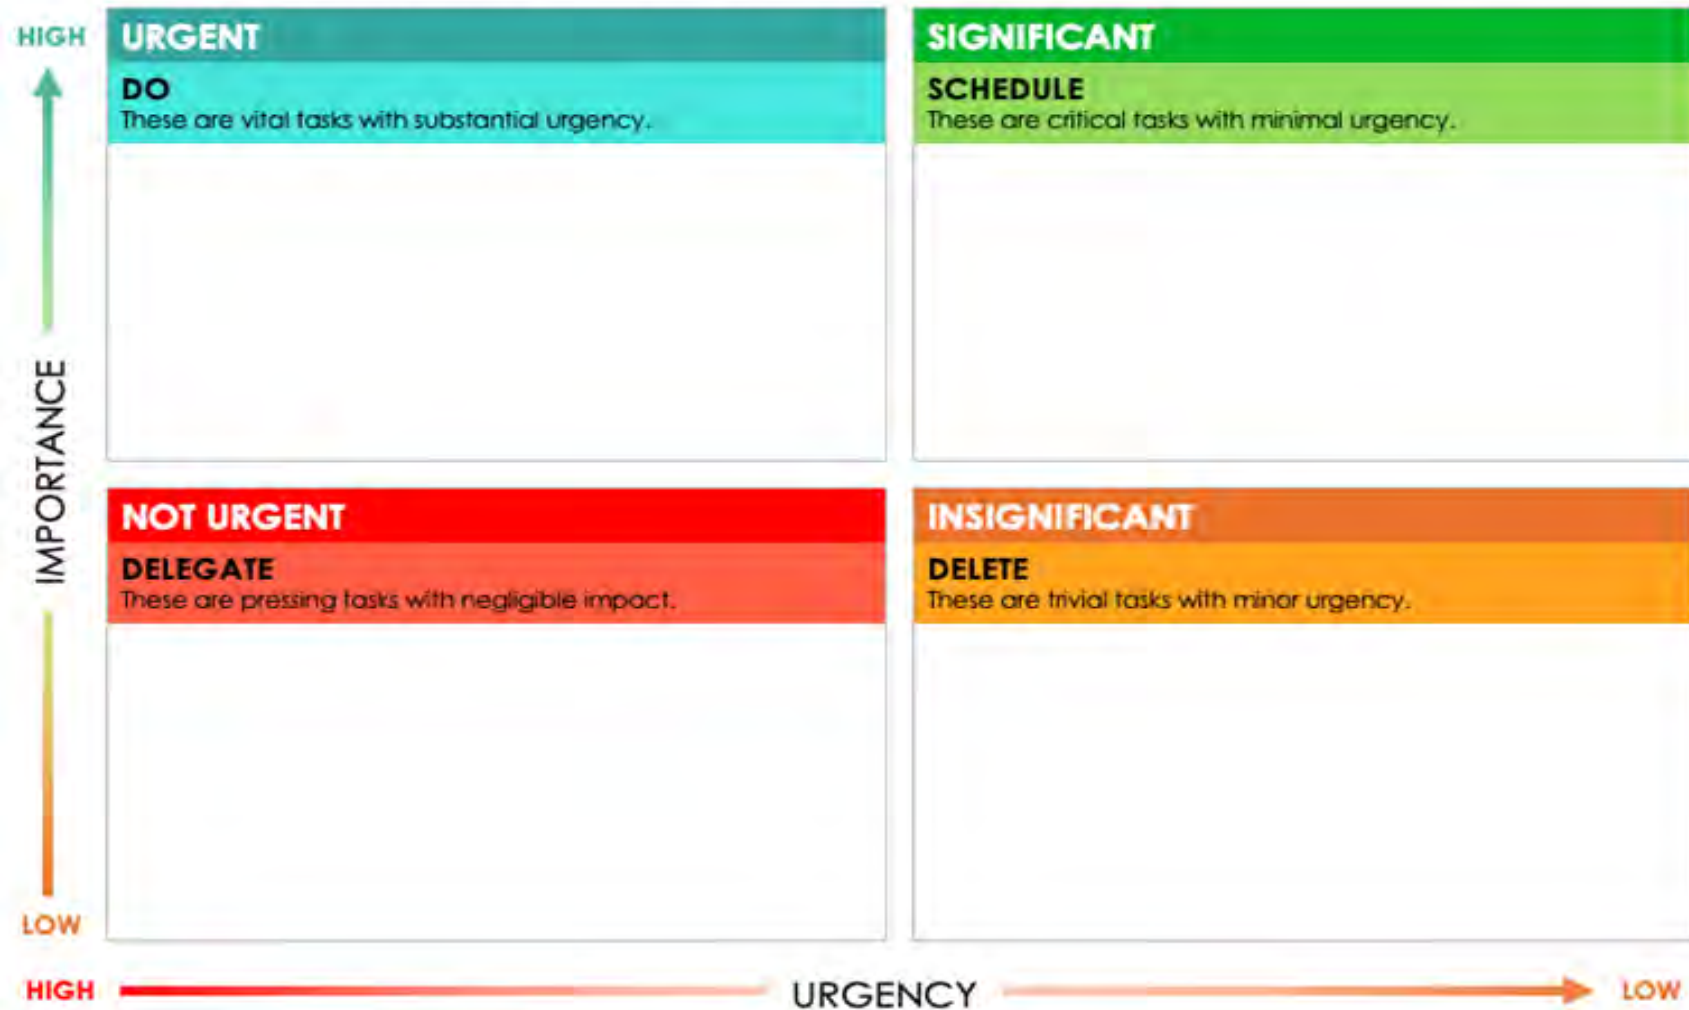 HIGH
URGENT
DO
These are vital tasks with substantial urgency.
SIGNIFICANT
SCHEDULE
These are critical tasks with minimal urgency.
IMPORTANCE
NOT URGENT
DELEGATE
These are pressing tasks with negligible impact.
INSIGNIFICANT
DELETE
These are trivial tasks with minor urgency.
LOW
HIGH
URGENCY
LOW